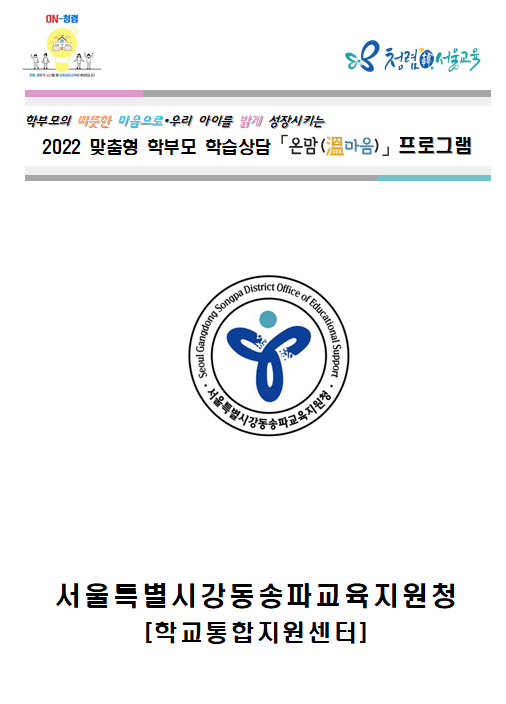 ON-청렴
청렴溫서울교육
학부모의 따뜻한 마음으로·우리 아이를 밝게 성장시키는
2022 맞춤형 학부모 학습상담「온맘(溫마음)」프로그램
Seoul Gangdong Songpa District Office of Educational Support
서울특별시강동송파교육지원청
서울특별시강동송파교육지원청
[학교통합지원센터]